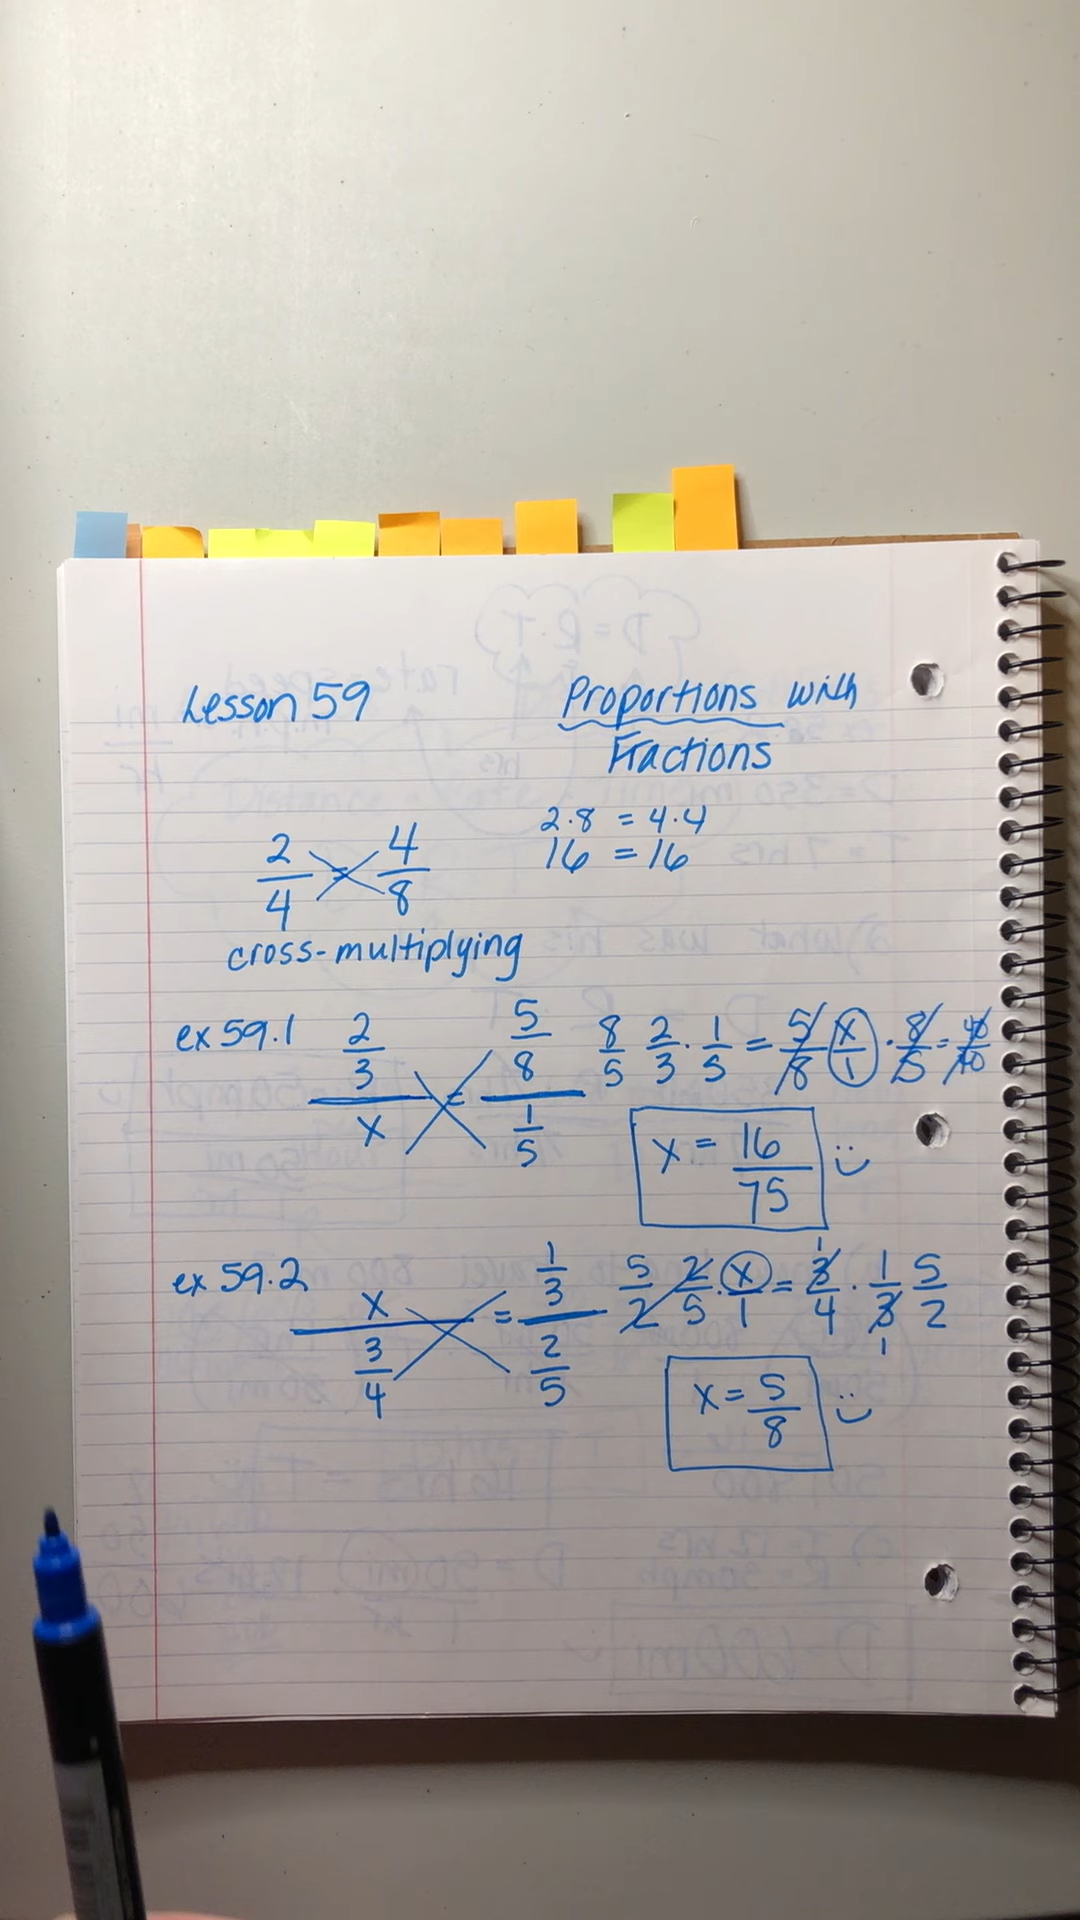 Lesson 59
Proportions with
Fractions
2/4 = 4/8
2·8 = 4·4
16 = 16
cross-multiplying
ex 59.1
2/3 / x = 5/8 / 1/5
8/5 2/3 · 1/5 = 5/8 x/1 · 8/5 = 40/40
x = 16/75
ex 59.2
x / 3/4 = 1/3 / 2/5
5/2 2/5 · x/1 = 3/4 · 1/3 5/2
1
1
x = 5/8